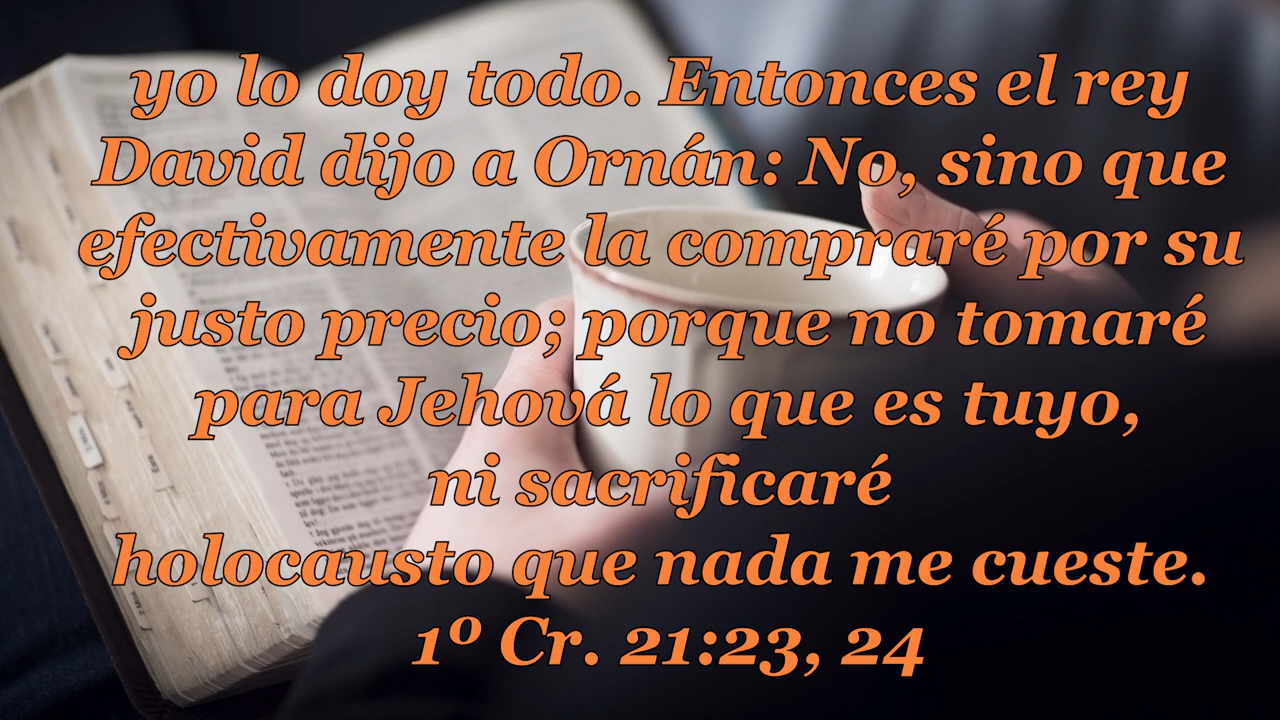 yo lo doy todo. Entonces el rey
David dijo a Ornán: No, sino que
efectivamente la compraré por su
justo precio; porque no tomaré
para Jehová lo que es tuyo,
ni sacrificaré
holocausto que nada me cueste.
1º Cr. 21:23, 24